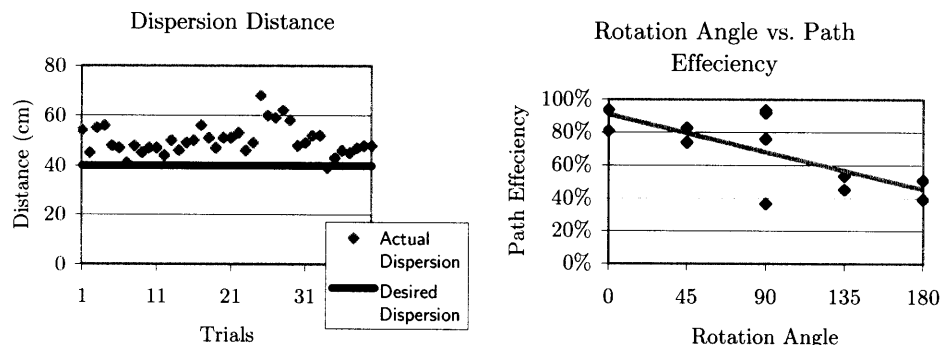 Dispersion Distance
80
60
40
20
0
Distance (cm)
1
11
21
31
Trials
Actual
Dispersion
Desired
Dispersion
Rotation Angle vs. Path
Effeciency
100%
80%
60%
40%
20%
0%
Path Effeciency
0
45
90
135
180
Rotation Angle